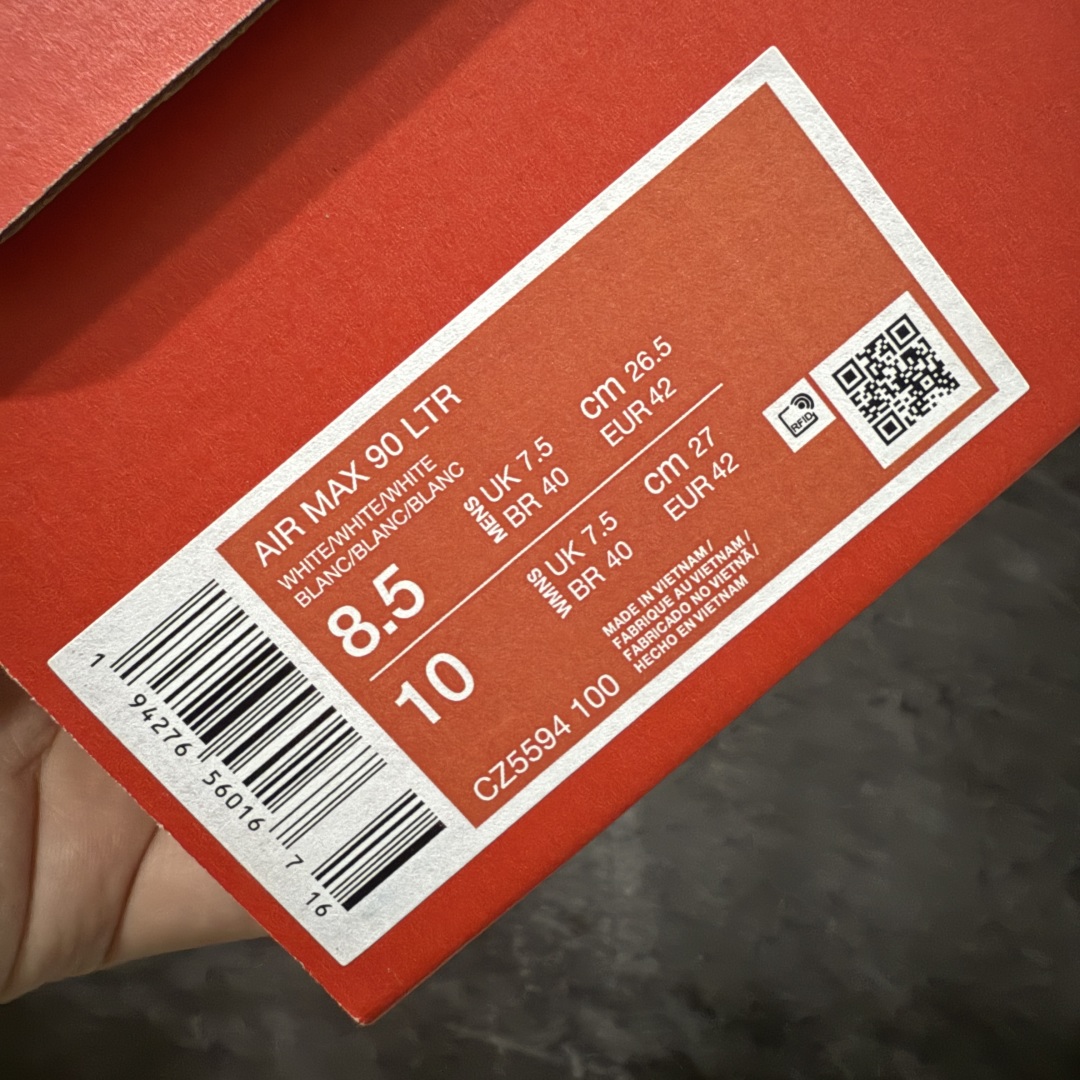 AIR MAX 90 LTR
WHITE/WHITE/WHITE
BLANC/BLANC/BLANC
8.5
MENS
UK 7.5
BR 40
cm 26.5
EUR 42
10
WMNS
UK 7.5
BR 40
cm 27
EUR 42
MADE IN VIETNAM /
FABRIQUE AU VIETNAM /
FABRICADO NO VIETNÃ /
HECHO EN VIETNAM
CZ5594 100
RFID
1 94276 56016 7 16